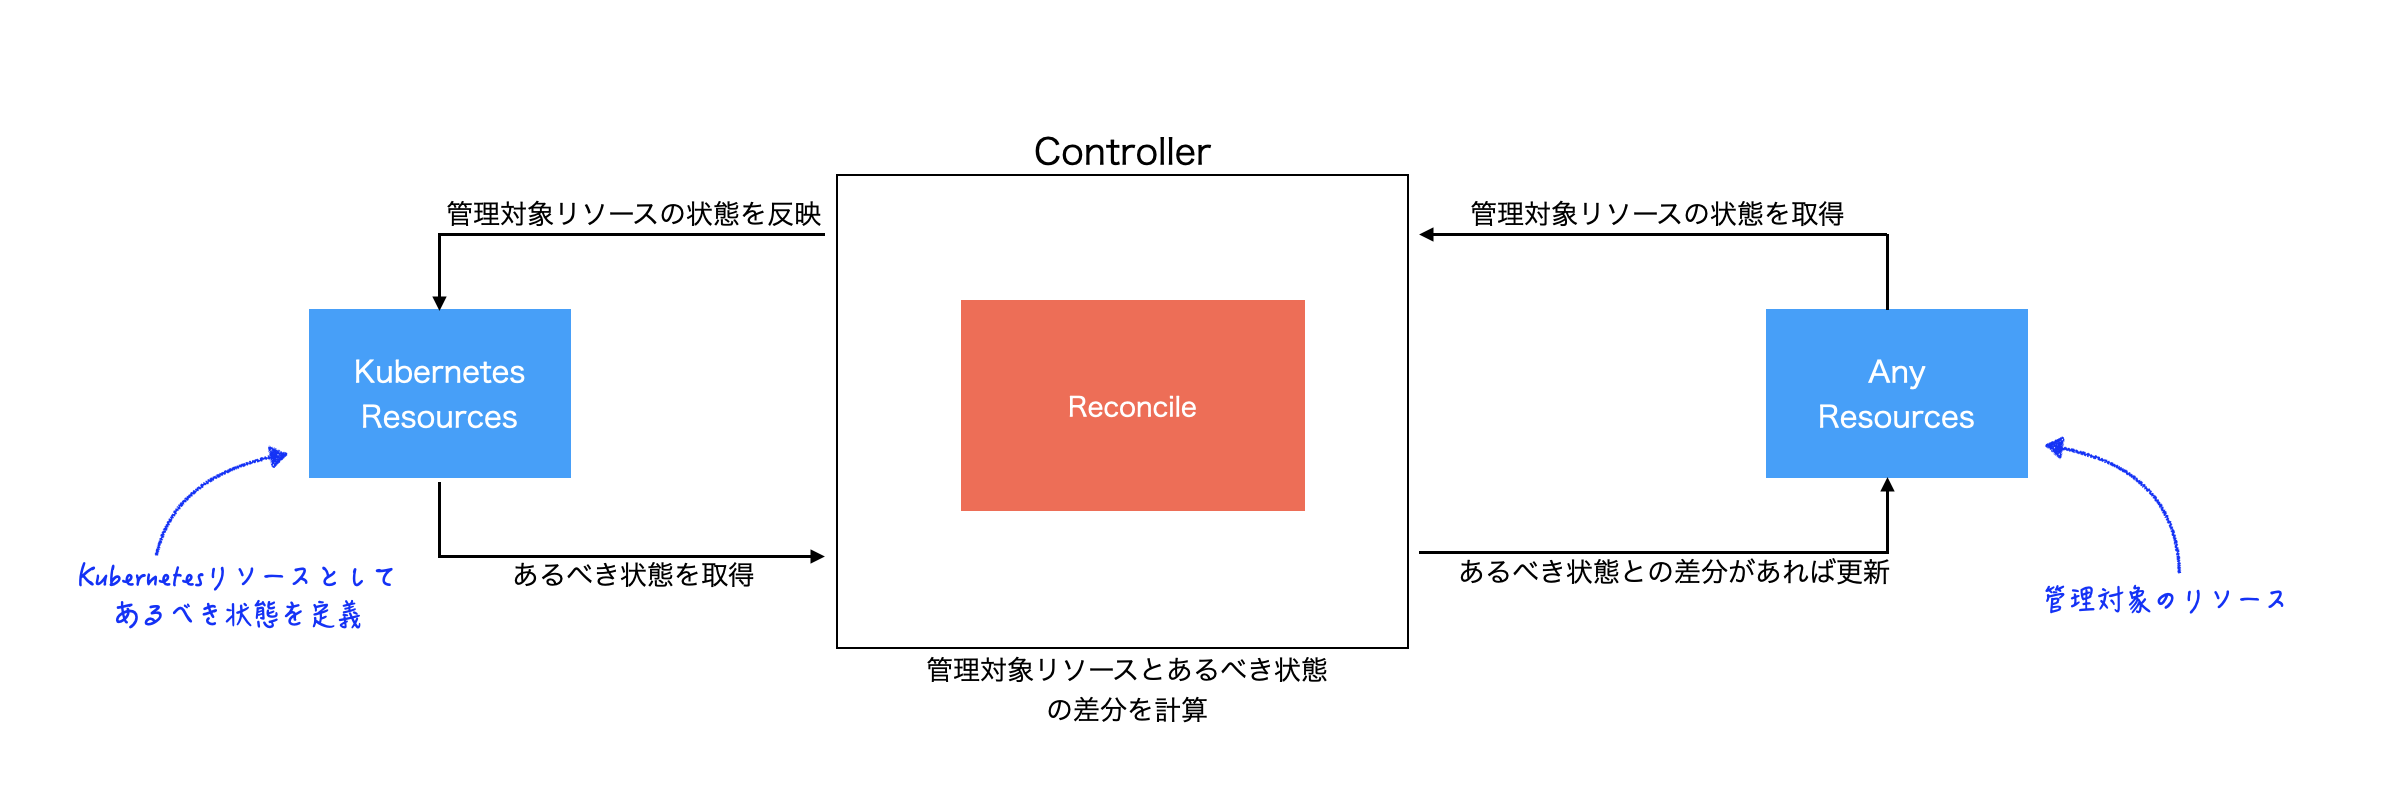 Controller
管理対象リソースの状態を反映
管理対象リソースの状態を取得
Kubernetes
Resources
Reconcile
Any
Resources
あるべき状態を取得
あるべき状態との差分があれば更新
Kubernetesリソースとして
あるべき状態を定義
管理対象のリソース
管理対象リソースとあるべき状態
の差分を計算